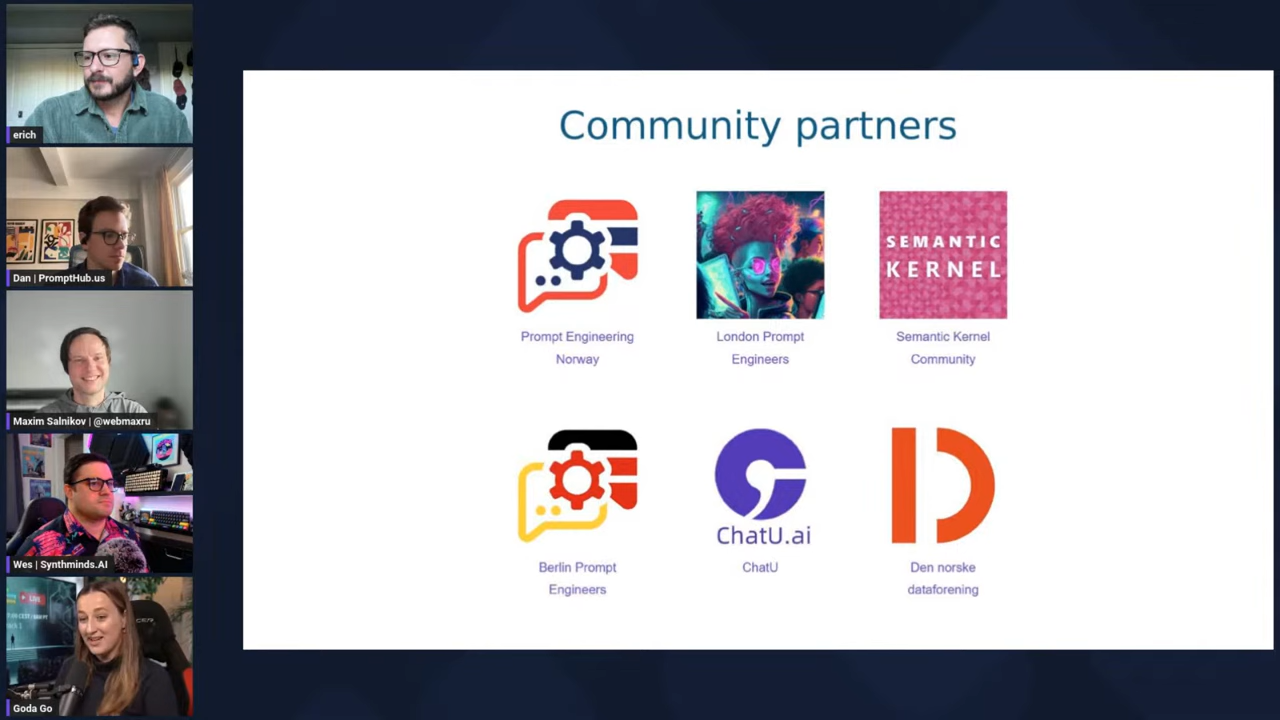 erich
Dan | PromptHub.us
Maxim Salnikov | @webmaxru
Wes | Synthminds.AI
LIVE
Goda Go
Community partners
SEMANTIC
KERNEL
Prompt Engineering
Norway
London Prompt
Engineers
Semantic Kernel
Community
ChatU.ai
Berlin Prompt
Engineers
ChatU
Den norske
dataforening